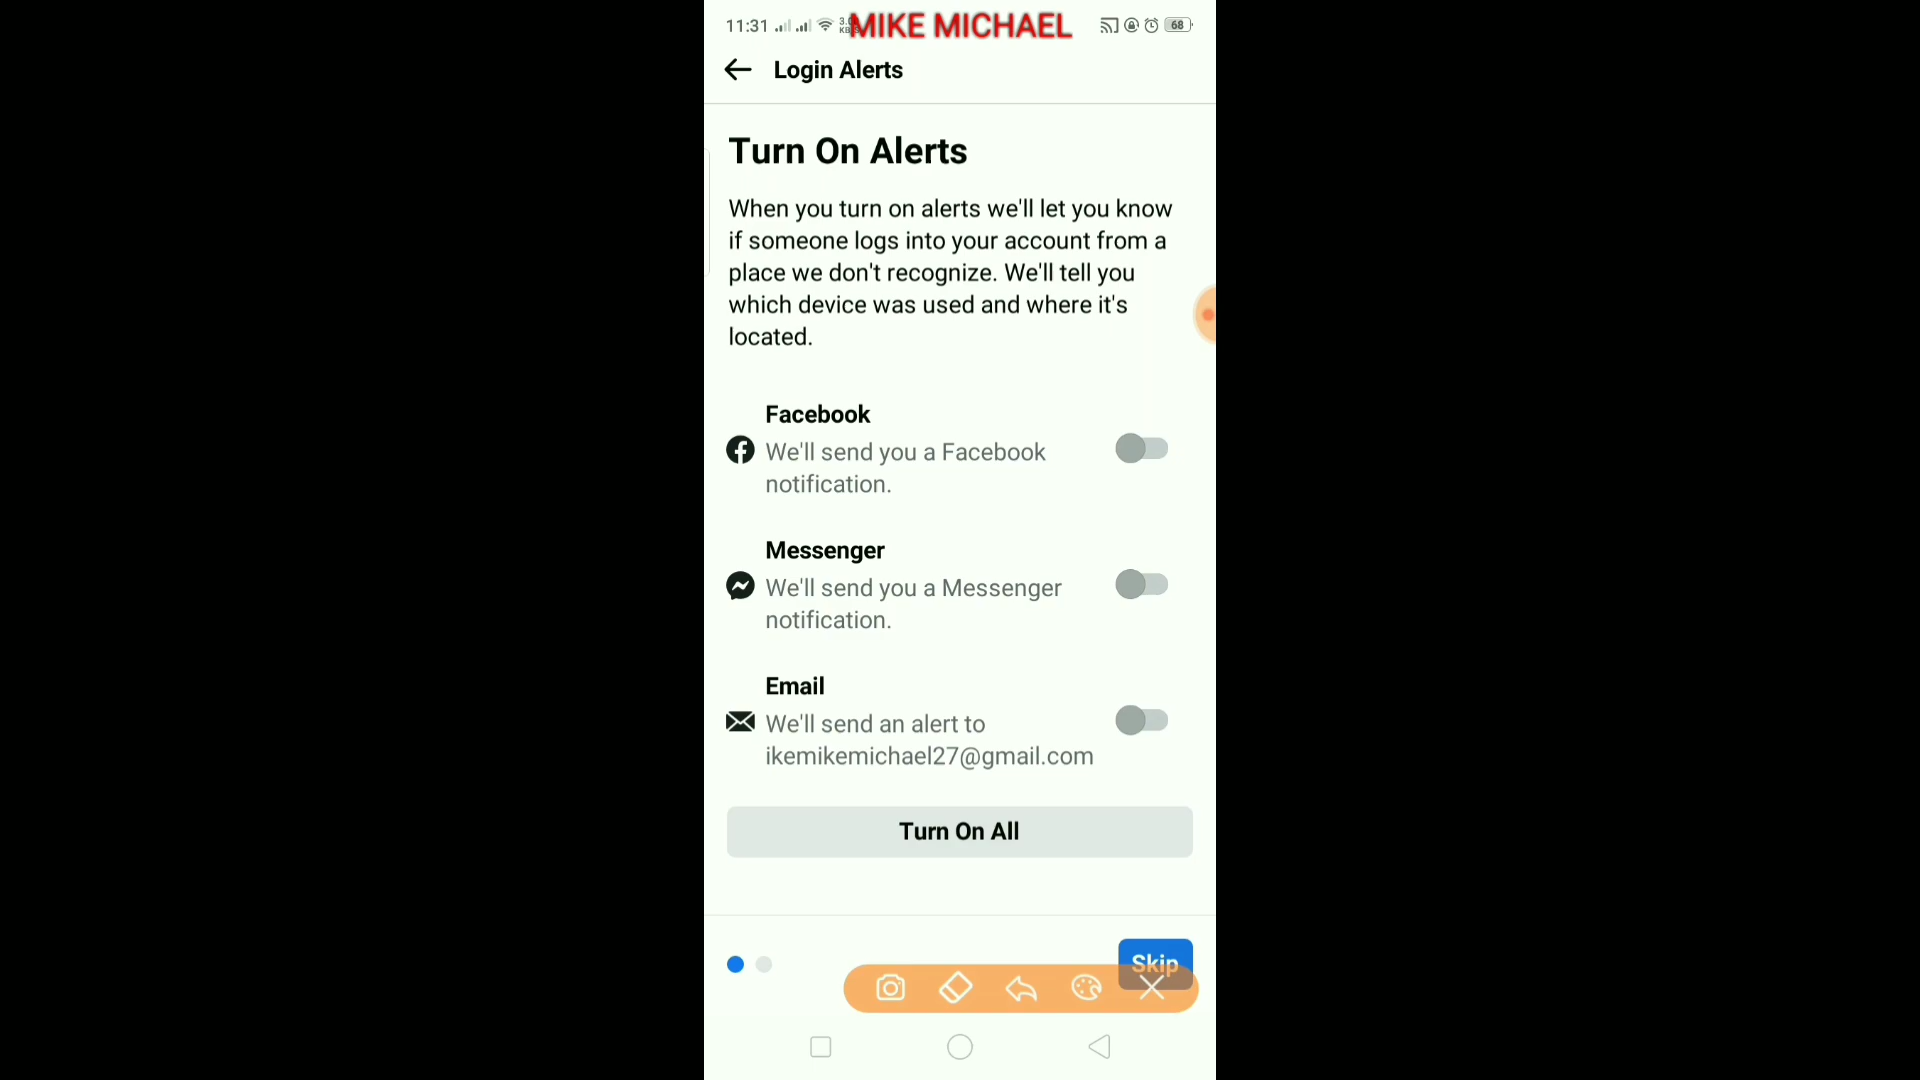 11:31
MIKE MICHAEL
68
Login Alerts
Turn On Alerts
When you turn on alerts we'll let you know
if someone logs into your account from a
place we don't recognize. We'll tell you
which device was used and where it's
located.
Facebook
We'll send you a Facebook
notification.
Messenger
We'll send you a Messenger
notification.
Email
We'll send an alert to
ikemikemichael27@gmail.com
Turn On All
Skip